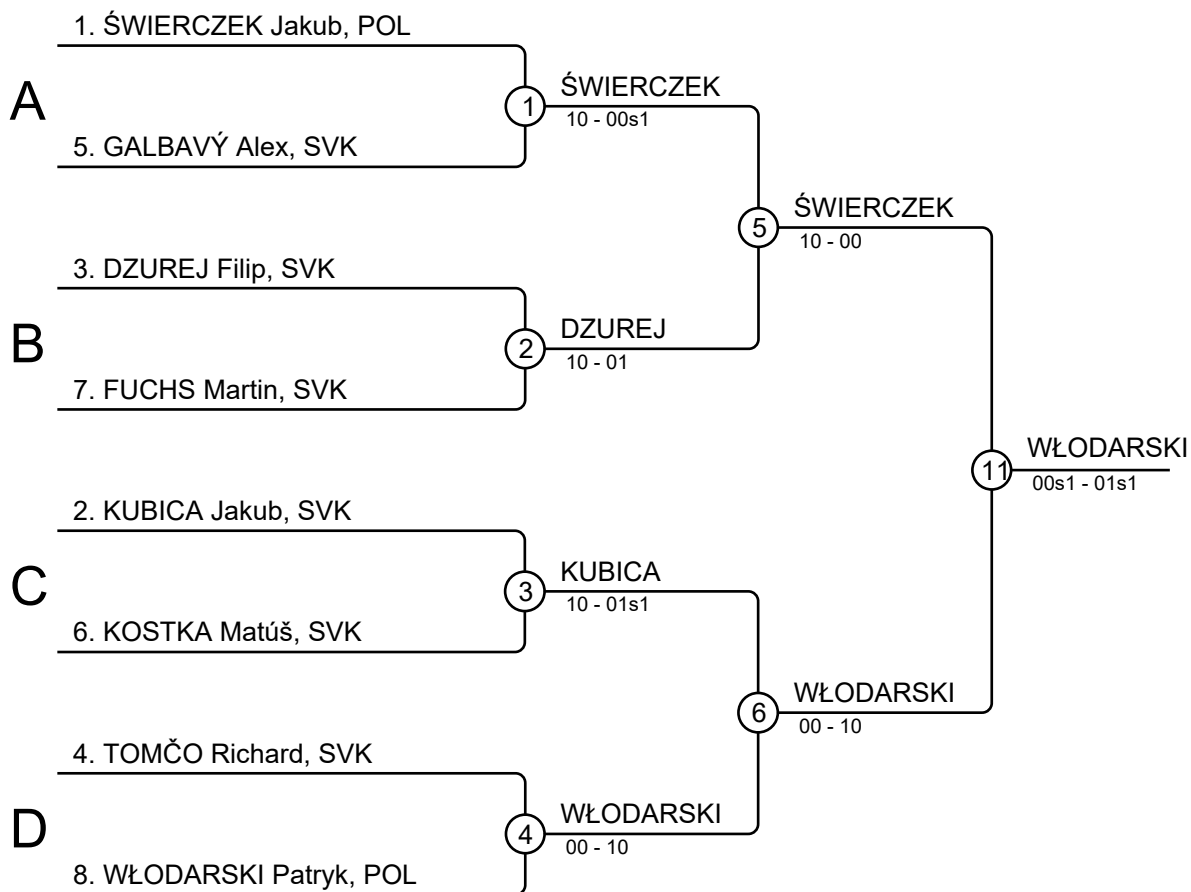 1. ŚWIERCZEK Jakub, POL
A
1
ŚWIERCZEK
10 - 00s1
5. GALBAVÝ Alex, SVK
5
ŚWIERCZEK
10 - 00
3. DZUREJ Filip, SVK
B
2
DZUREJ
10 - 01
7. FUCHS Martin, SVK
11
WŁODARSKI
00s1 - 01s1
2. KUBICA Jakub, SVK
C
3
KUBICA
10 - 01s1
6. KOSTKA Matúš, SVK
6
WŁODARSKI
00 - 10
4. TOMČO Richard, SVK
D
4
WŁODARSKI
00 - 10
8. WŁODARSKI Patryk, POL